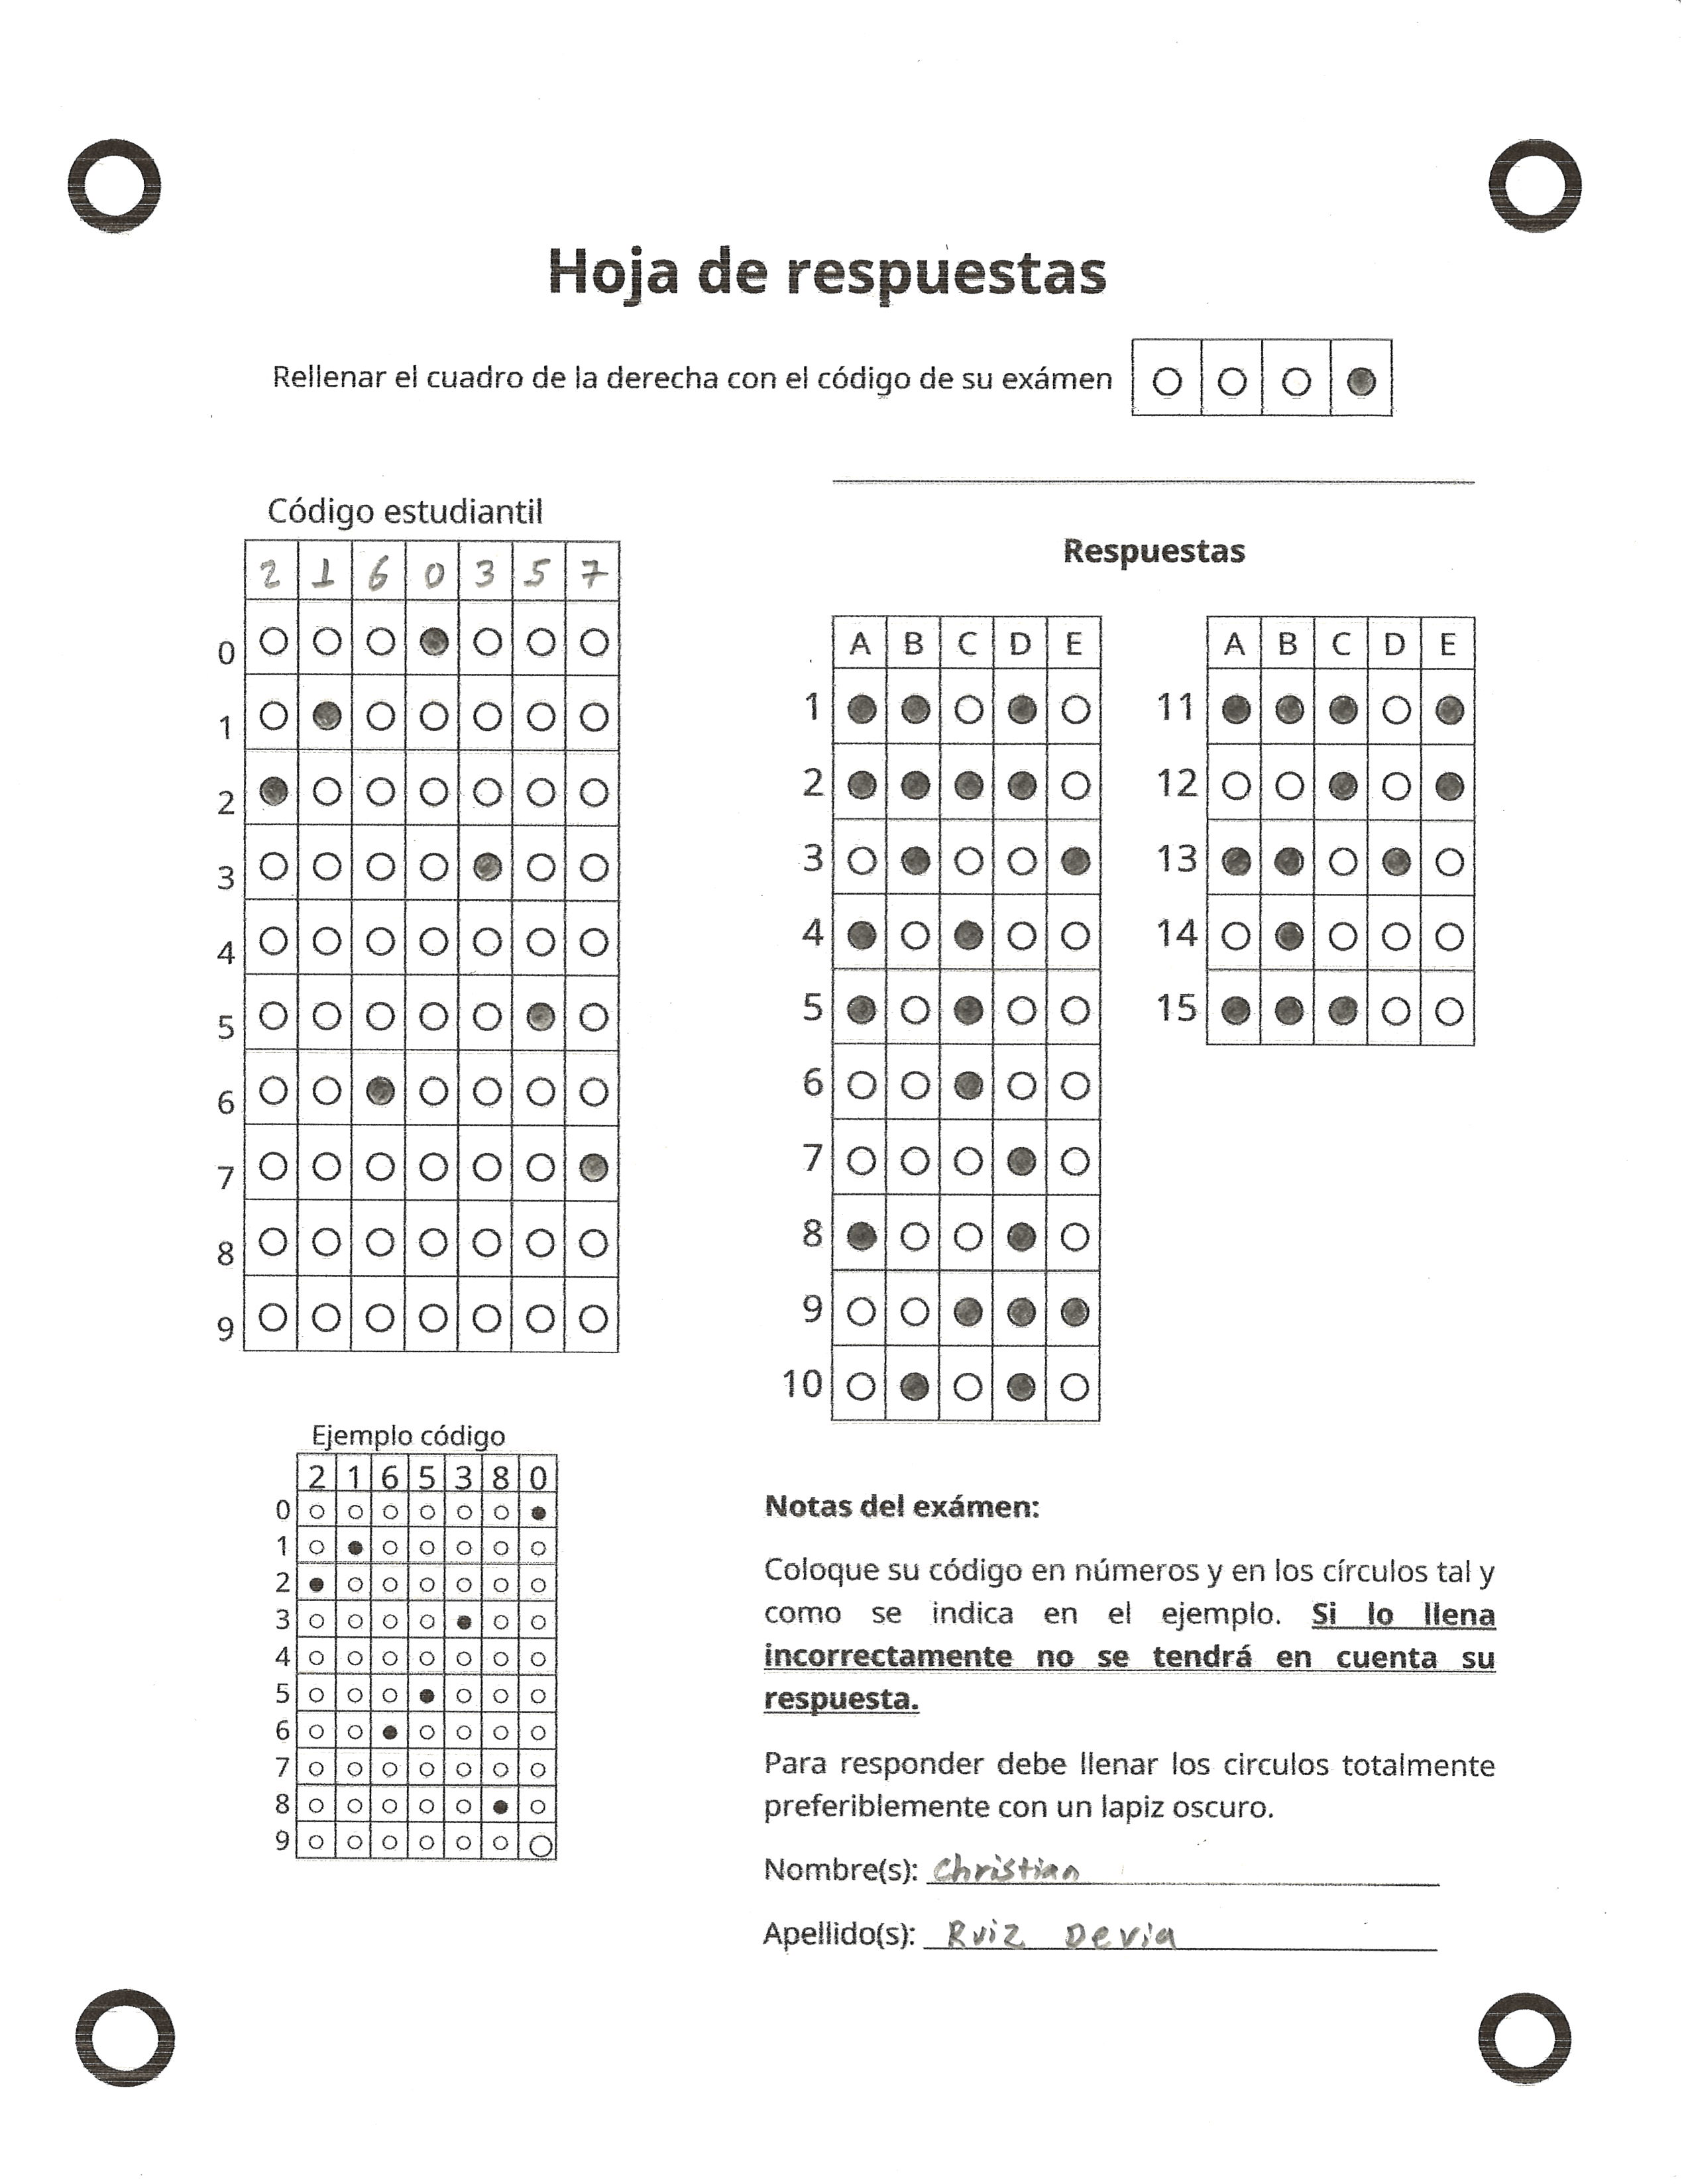 Hoja de respuestas
Rellenar el cuadro de la derecha con el código de su exámen
Código estudiantil
2 1 6 0 3 5 7
0
1
2
3
4
5
6
7
8
9
Ejemplo código
2 1 6 5 3 8 0
0
1
2
3
4
5
6
7
8
9
Respuestas
A B C D E
1
2
3
4
5
6
7
8
9
10
A B C D E
11
12
13
14
15
Notas del exámen:
Coloque su código en números y en los círculos tal y
como se indica en el ejemplo. Si lo llena
incorrectamente no se tendrá en cuenta su
respuesta.
Para responder debe llenar los circulos totalmente
preferiblemente con un lapiz oscuro.
Nombre(s): Christian
Apellido(s): Ruiz Devia